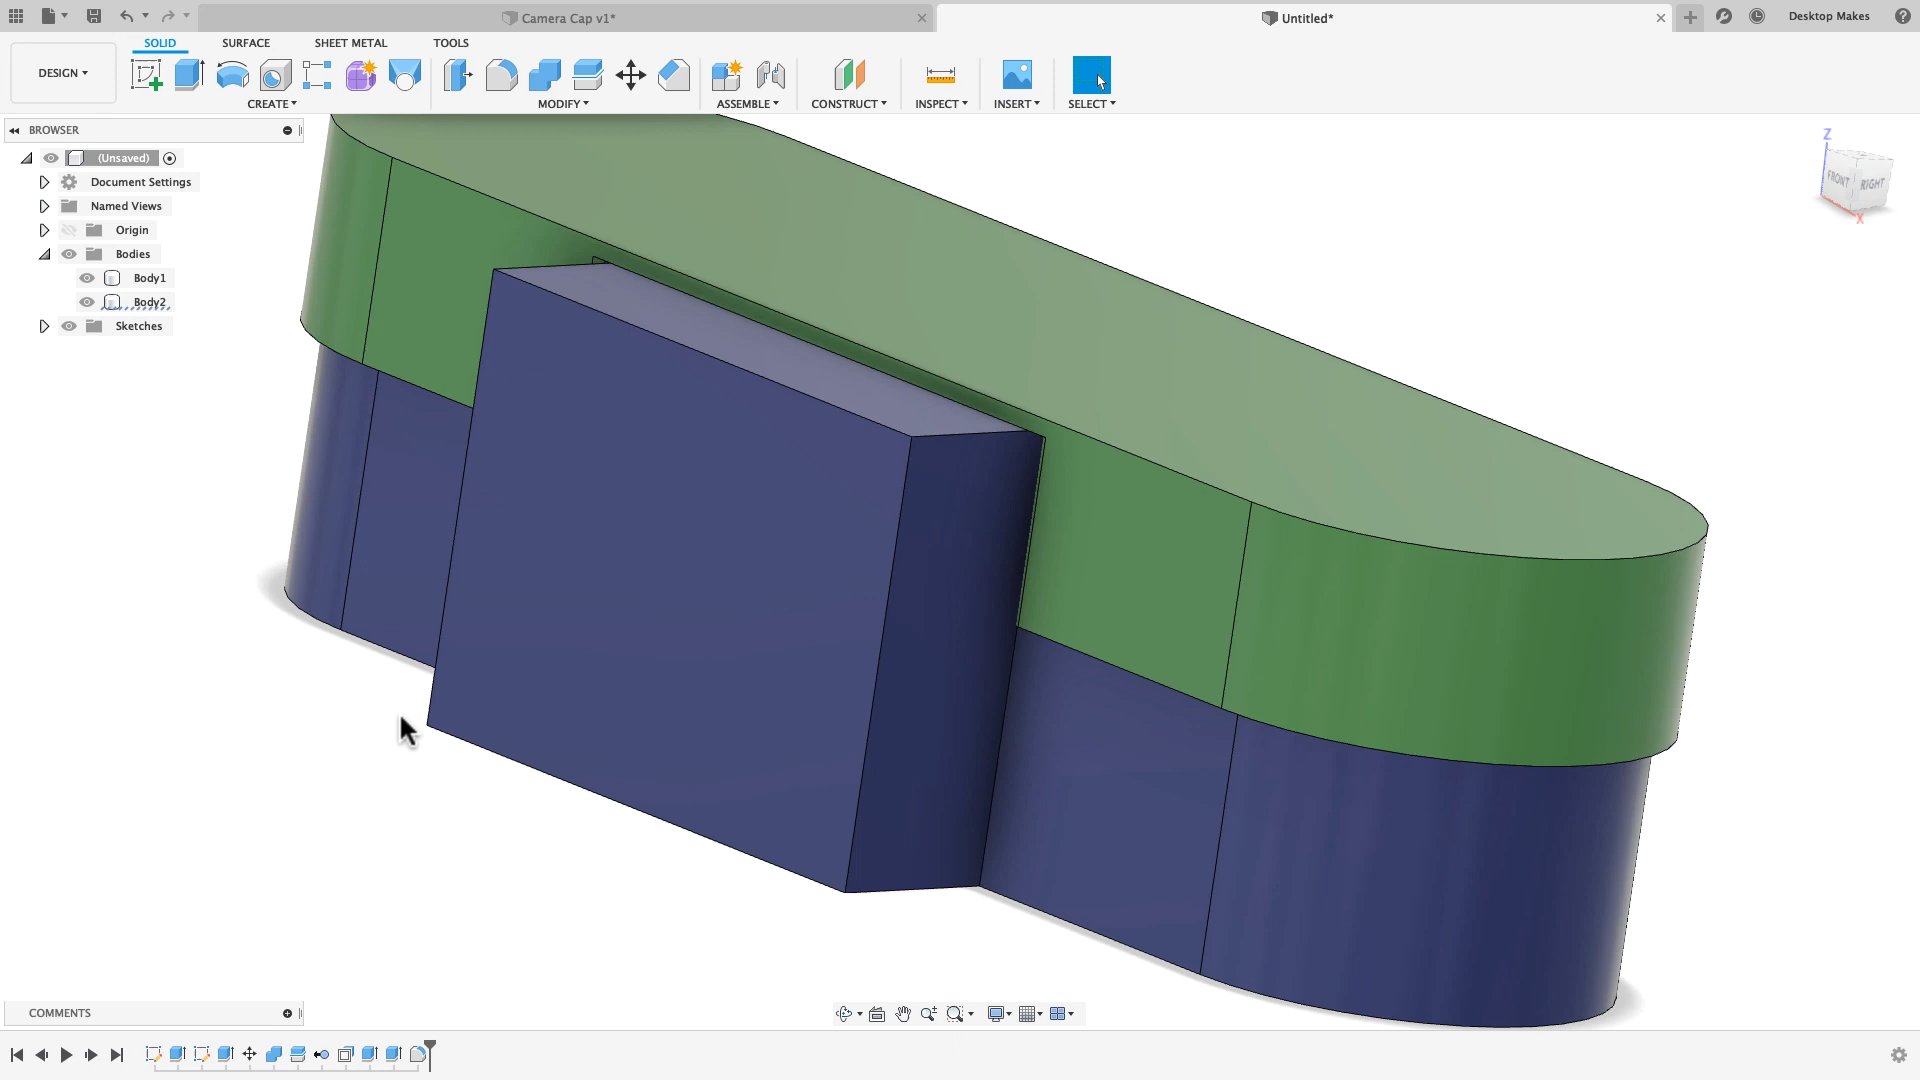 Camera Cap v1*
Untitled*
Desktop Makes
SOLID
SURFACE
SHEET METAL
TOOLS
DESIGN
CREATE
MODIFY
ASSEMBLE
CONSTRUCT
INSPECT
INSERT
SELECT
BROWSER
(Unsaved)
Document Settings
Named Views
Origin
Bodies
Body1
Body2
Sketches
Z
FRONT
RIGHT
X
COMMENTS